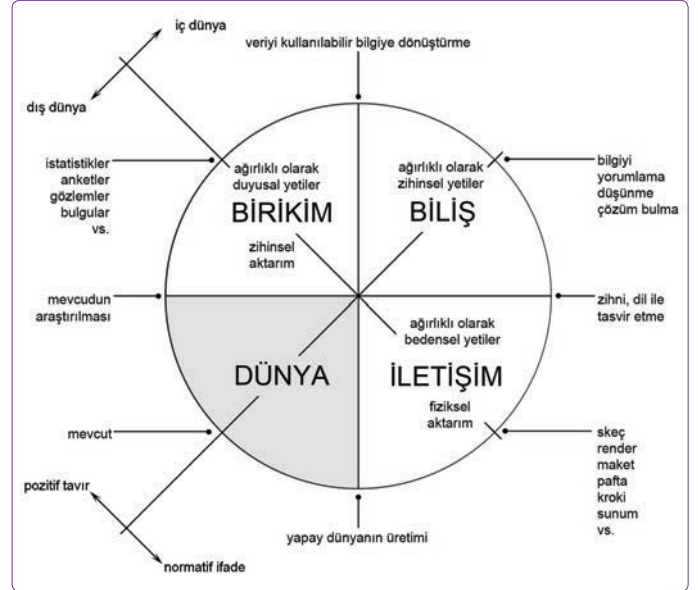 iç dünya
veriyi kullanılabilir bilgiye dönüştürme
dış dünya
istatistikler
anketler
gözlemler
bulgular
vs.
ağırlıklı olarak
duyusal yetiler
BİRİKİM
zihinsel
aktarım
ağırlıklı olarak
zihinsel yetiler
BİLİŞ
bilgiyi
yorumlama
düşünme
çözüm bulma
mevcudun
araştırılması
zihni, dil ile
tasvir etme
ağırlıklı olarak
bedensel yetiler
DÜNYA
İLETİŞİM
fiziksel
aktarım
mevcut
skeç
render
maket
pafta
kroki
sunum
vs.
pozitif tavır
yapay dünyanın üretimi
normatif ifade